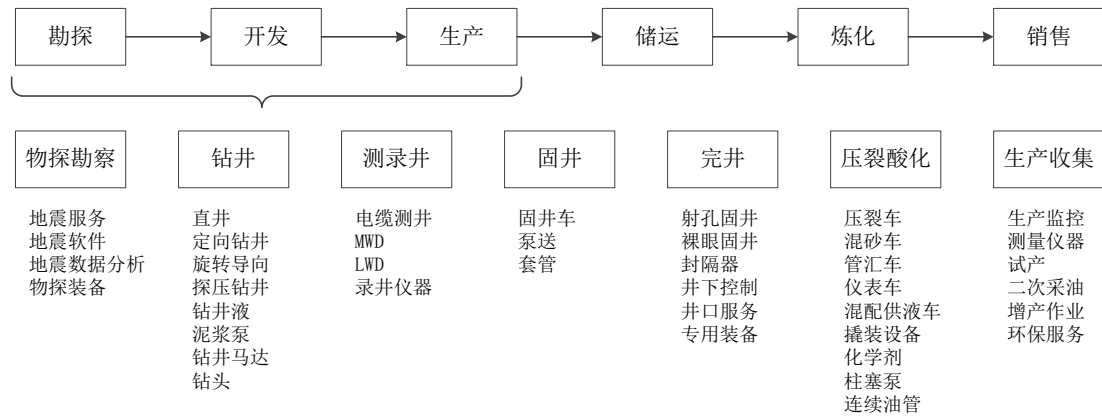 勘探
开发
生产
储运
炼化
销售
物探勘察
钻井
测录井
固井
完井
压裂酸化
生产收集
地震服务
地震软件
地震数据分析
物探装备
直井
定向钻井
旋转导向
探压钻井
钻井液
泥浆泵
钻井马达
钻头
电缆测井
MWD
LWD
录井仪器
固井车
泵送
套管
射孔固井
裸眼固井
封隔器
井下控制
井口服务
专用装备
压裂车
混砂车
管汇车
仪表车
混配供液车
撬装设备
化学剂
柱塞泵
连续油管
生产监控
测量仪器
试产
二次采油
增产作业
环保服务